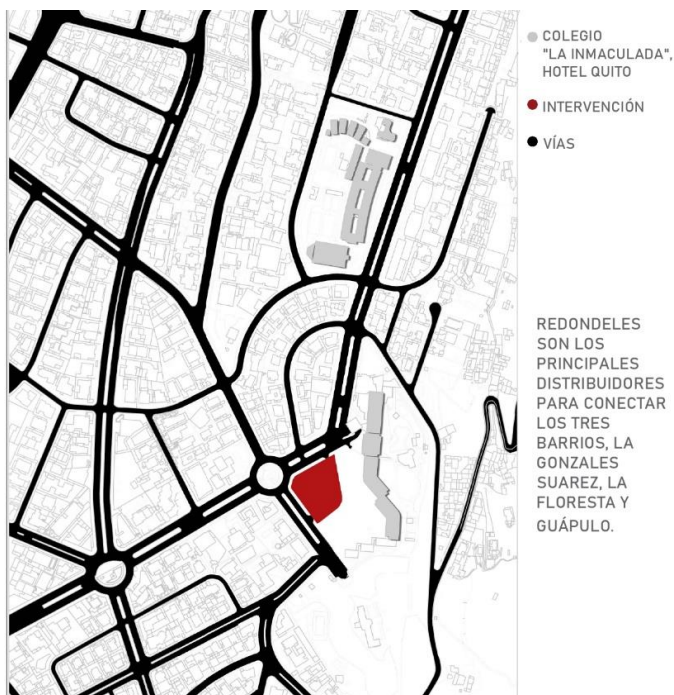 COLEGIO
"LA INMACULADA",
HOTEL QUITO
INTERVENCIÓN
VÍAS
REDONDELES
SON LOS
PRINCIPALES
DISTRIBUIDORES
PARA CONECTAR
LOS TRES
BARRIOS, LA
GONZALES
SUAREZ, LA
FLORESTA Y
GUÁPULO.